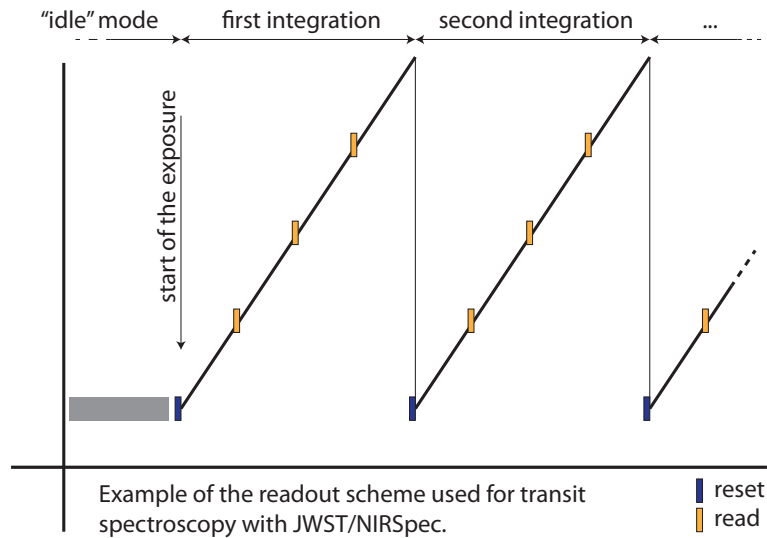 “idle” mode
first integration
second integration
...
start of the exposure
Example of the readout scheme used for transit
spectroscopy with JWST/NIRSpec.
reset
read